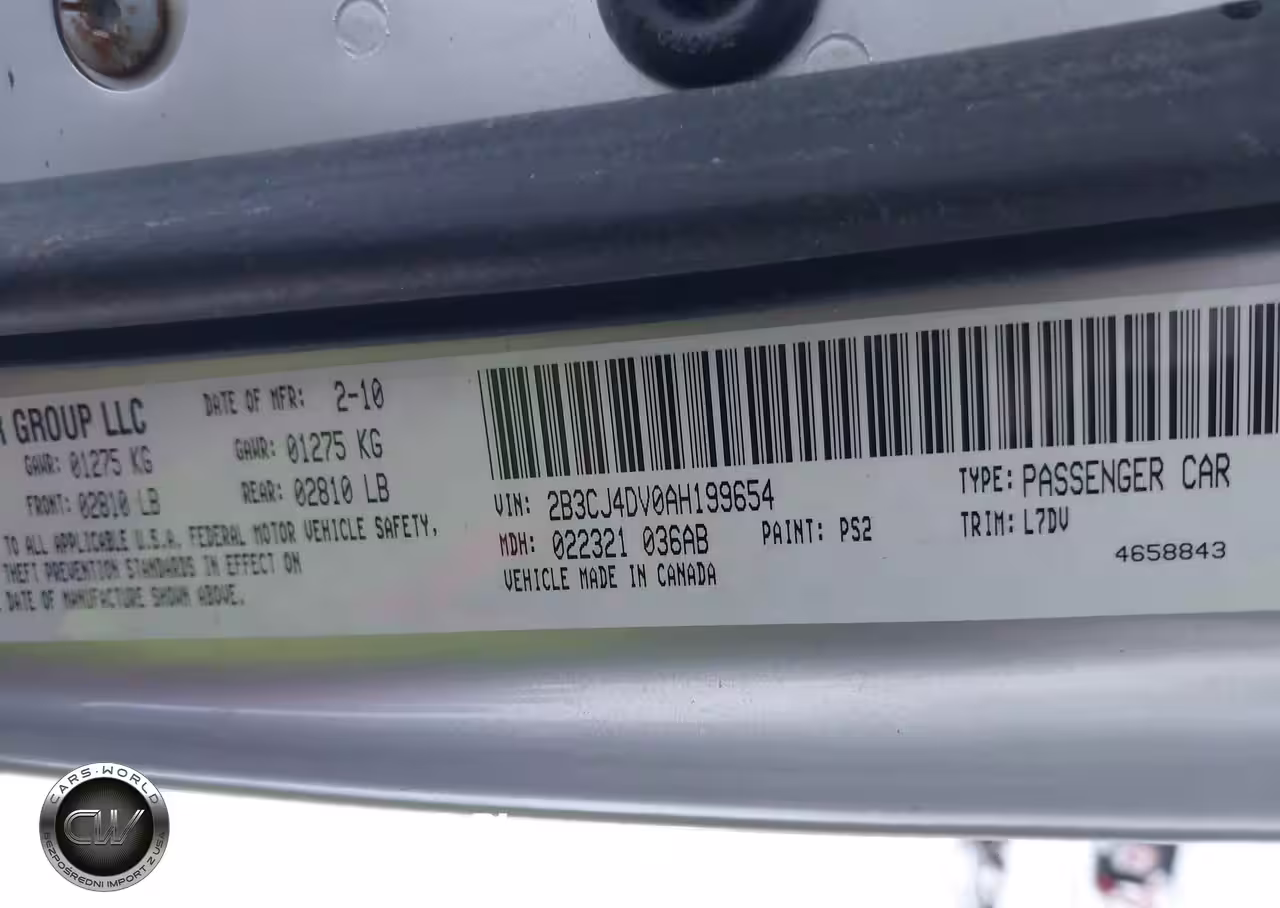 GROUP LLC
DATE OF MFR: 2-10
GAWR: 01275 KG
GAWR: 01275 KG
FRONT: 02810 LB
REAR: 02810 LB
TO ALL APPLICABLE U.S.A. FEDERAL MOTOR VEHICLE SAFETY,
THEFT PREVENTION STANDARDS IN EFFECT ON
DATE OF MANUFACTURE SHOWN ABOVE.
VIN: 2B3CJ4DV0AH199654
TYPE: PASSENGER CAR
MDH: 022321 036AB
PAINT: PS2
TRIM: L7DV
VEHICLE MADE IN CANADA
4658843
CARS·WORLD
CW
BEZPOŚREDNI IMPORT Z USA